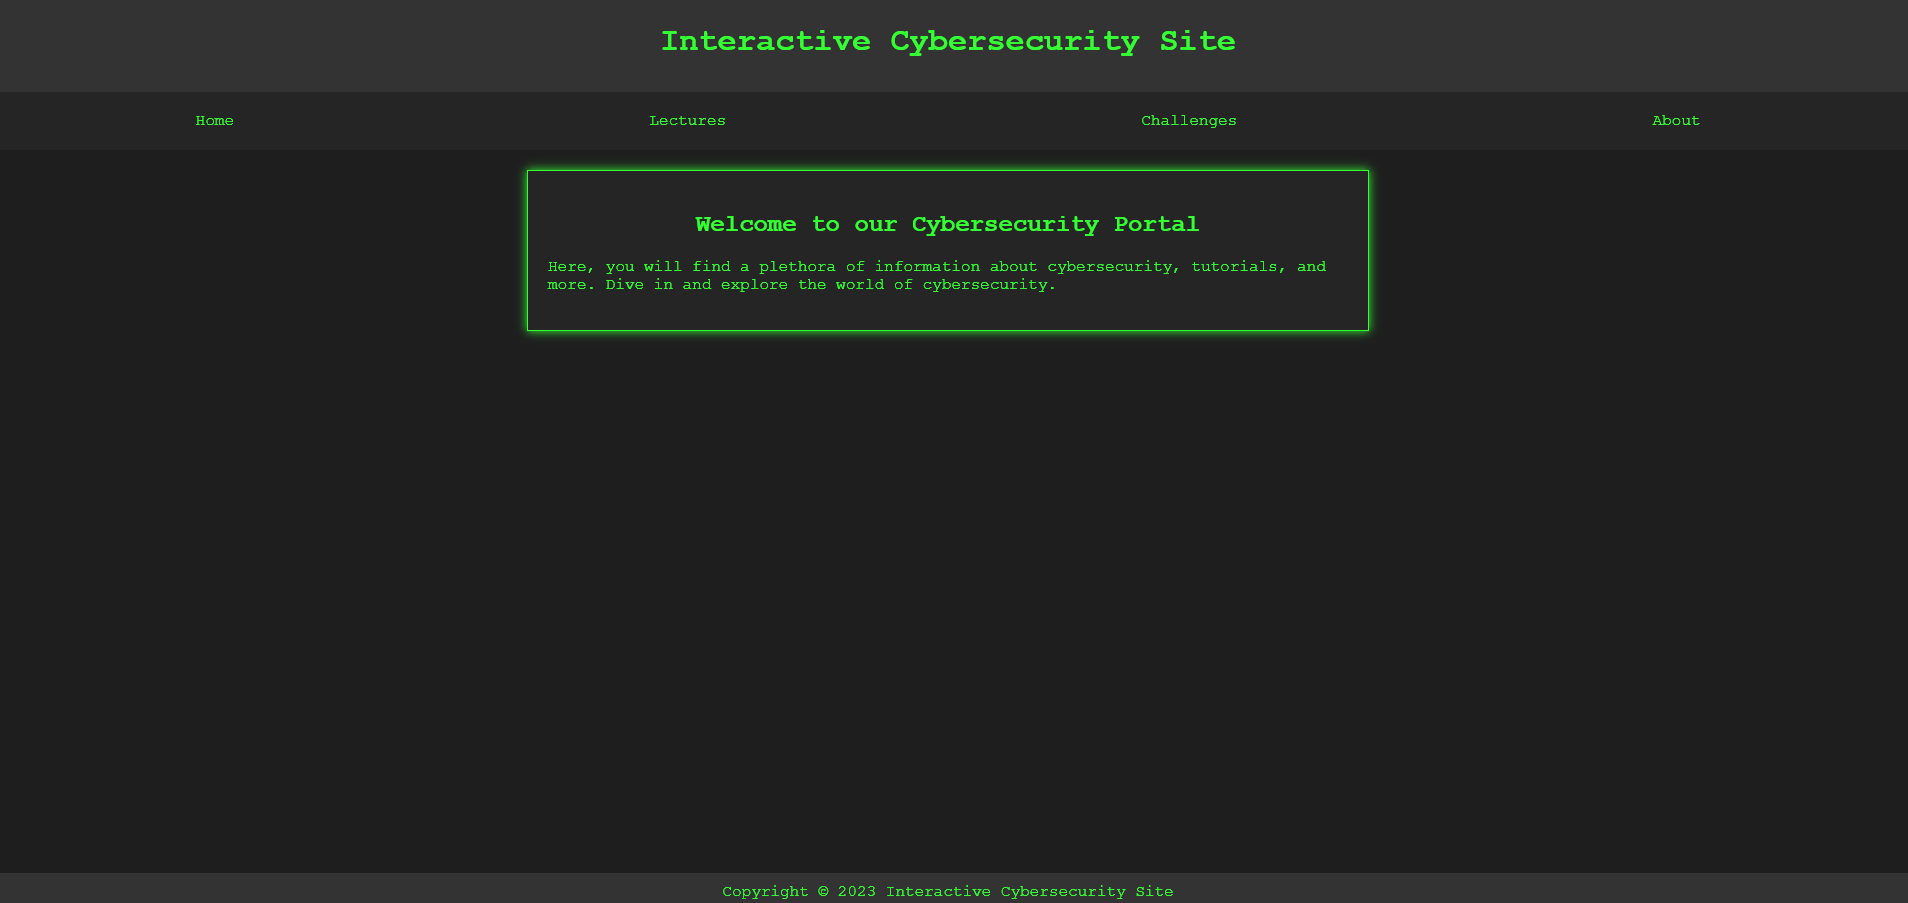 Interactive Cybersecurity Site
Home Lectures Challenges About
Welcome to our Cybersecurity Portal
Here, you will find a plethora of information about cybersecurity, tutorials, and
more. Dive in and explore the world of cybersecurity.
Copyright © 2023 Interactive Cybersecurity Site